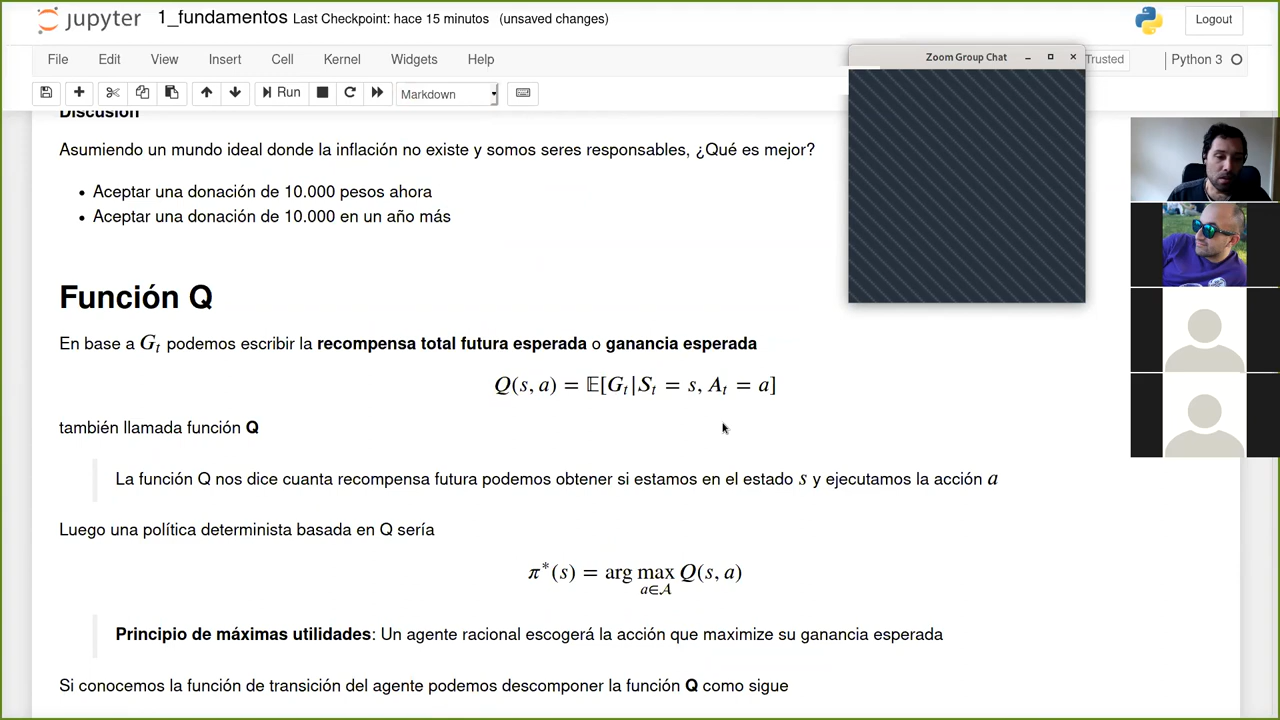 jupyter 1_fundamentos Last Checkpoint: hace 15 minutos (unsaved changes)
Logout
File Edit View Insert Cell Kernel Widgets Help
Trusted
Python 3
Run
Markdown
Zoom Group Chat
Discusión
Asumiendo un mundo ideal donde la inflación no existe y somos seres responsables, ¿Qué es mejor?
• Aceptar una donación de 10.000 pesos ahora
• Aceptar una donación de 10.000 en un año más
Función Q
En base a Gₜ podemos escribir la recompensa total futura esperada o ganancia esperada
Q(s, a) = 𝔼[Gₜ|Sₜ = s, Aₜ = a]
también llamada función Q
La función Q nos dice cuanta recompensa futura podemos obtener si estamos en el estado s y ejecutamos la acción a
Luego una política determinista basada en Q sería
π*(s) = arg max Q(s, a)
a∈𝒜
Principio de máximas utilidades: Un agente racional escogerá la acción que maximize su ganancia esperada
Si conocemos la función de transición del agente podemos descomponer la función Q como sigue